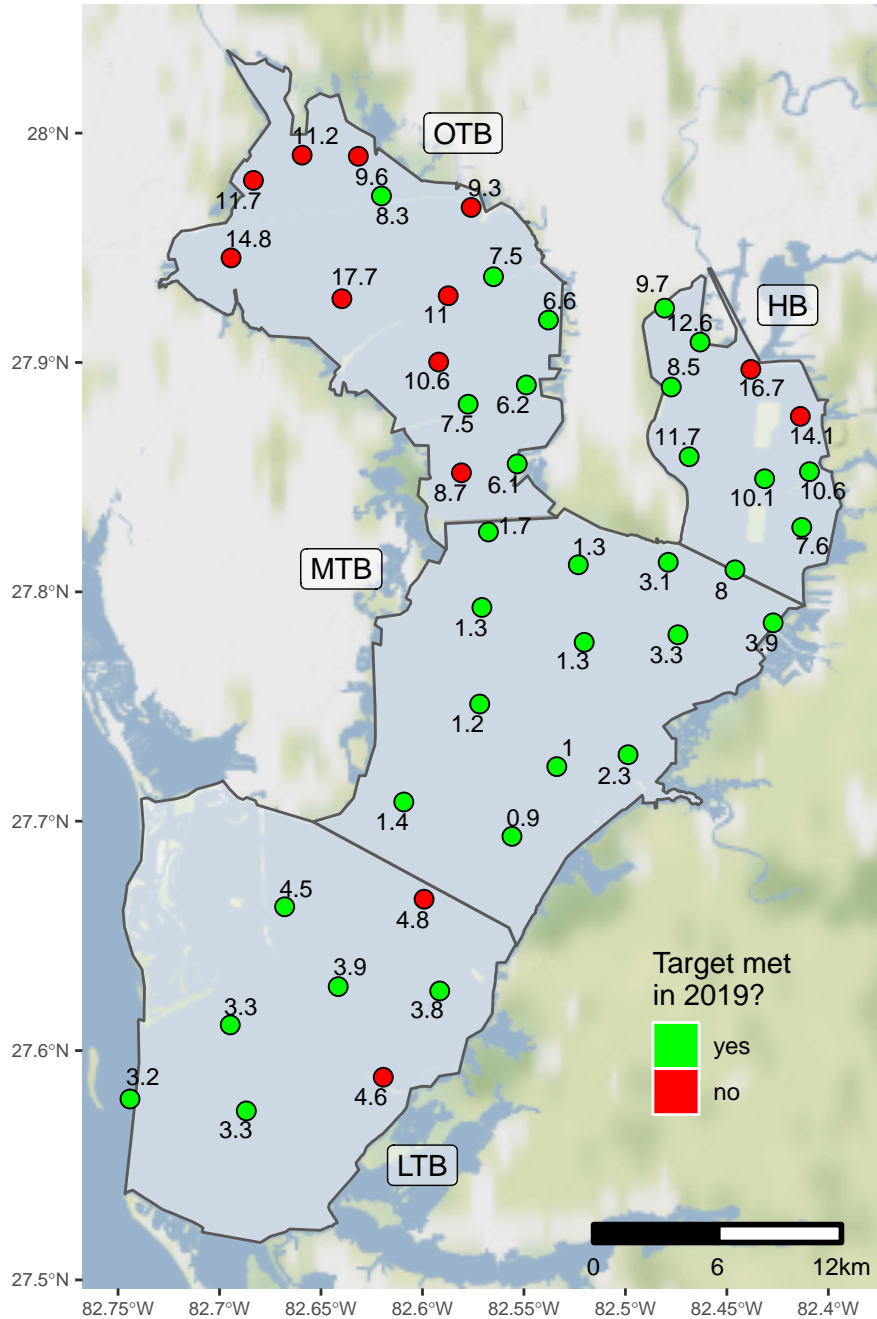 28°N
27.9°N
27.8°N
27.7°N
27.6°N
27.5°N
OTB
11.2
9.6
9.3
11.7
8.3
14.8
7.5
17.7
11
6.6
10.6
6.2
7.5
8.7
6.1
HB
9.7
12.6
8.5
16.7
11.7
14.1
10.1
10.6
7.6
8
MTB
1.7
1.3
3.1
1.3
1.3
3.3
3.9
1.2
1
2.3
1.4
0.9
4.5
4.8
3.9
3.8
3.3
3.2
4.6
3.3
LTB
Target met
in 2019?
yes
no
0 6 12km
82.75°W 82.7°W 82.65°W 82.6°W 82.55°W 82.5°W 82.45°W 82.4°W